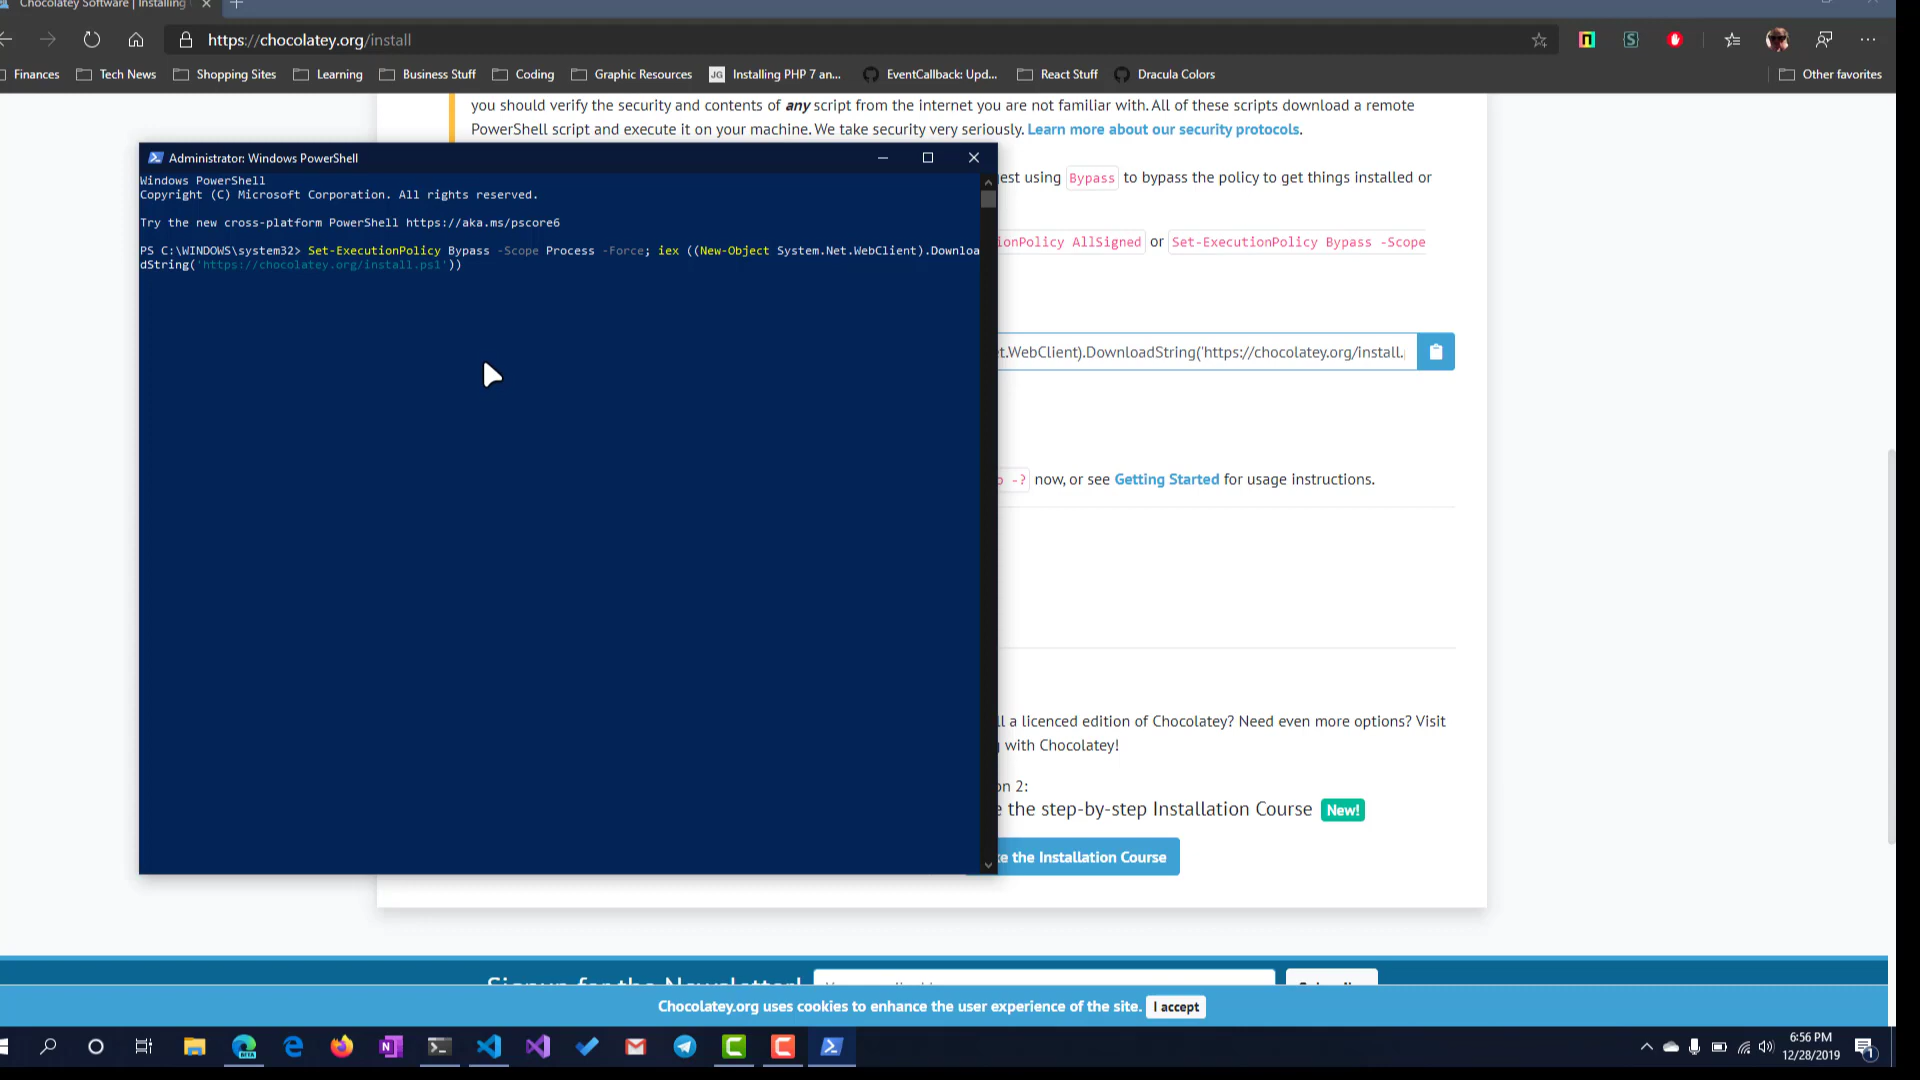 Chocolatey Software | Installing
https://chocolatey.org/install
Finances
Tech News
Shopping Sites
Learning
Business Stuff
Coding
Graphic Resources
JG
Installing PHP 7 an...
EventCallback: Upd...
React Stuff
Dracula Colors
Other favorites
you should verify the security and contents of any script from the internet you are not familiar with. All of these scripts download a remote
PowerShell script and execute it on your machine. We take security very seriously. Learn more about our security protocols.
Administrator: Windows PowerShell
Windows PowerShell
Copyright (C) Microsoft Corporation. All rights reserved.
Try the new cross-platform PowerShell https://aka.ms/pscore6
PS C:\WINDOWS\system32> Set-ExecutionPolicy Bypass -Scope Process -Force; iex ((New-Object System.Net.WebClient).Downloa
dString('https://chocolatey.org/install.ps1'))
est using Bypass to bypass the policy to get things installed or
ionPolicy AllSigned or Set-ExecutionPolicy Bypass -Scope
t.WebClient).DownloadString('https://chocolatey.org/install.
-? now, or see Getting Started for usage instructions.
ll a licenced edition of Chocolatey? Need even more options? Visit
with Chocolatey!
on 2:
e the step-by-step Installation Course New!
ke the Installation Course
Signup for the Newsletter!
Chocolatey.org uses cookies to enhance the user experience of the site. I accept
6:56 PM
12/28/2019
1